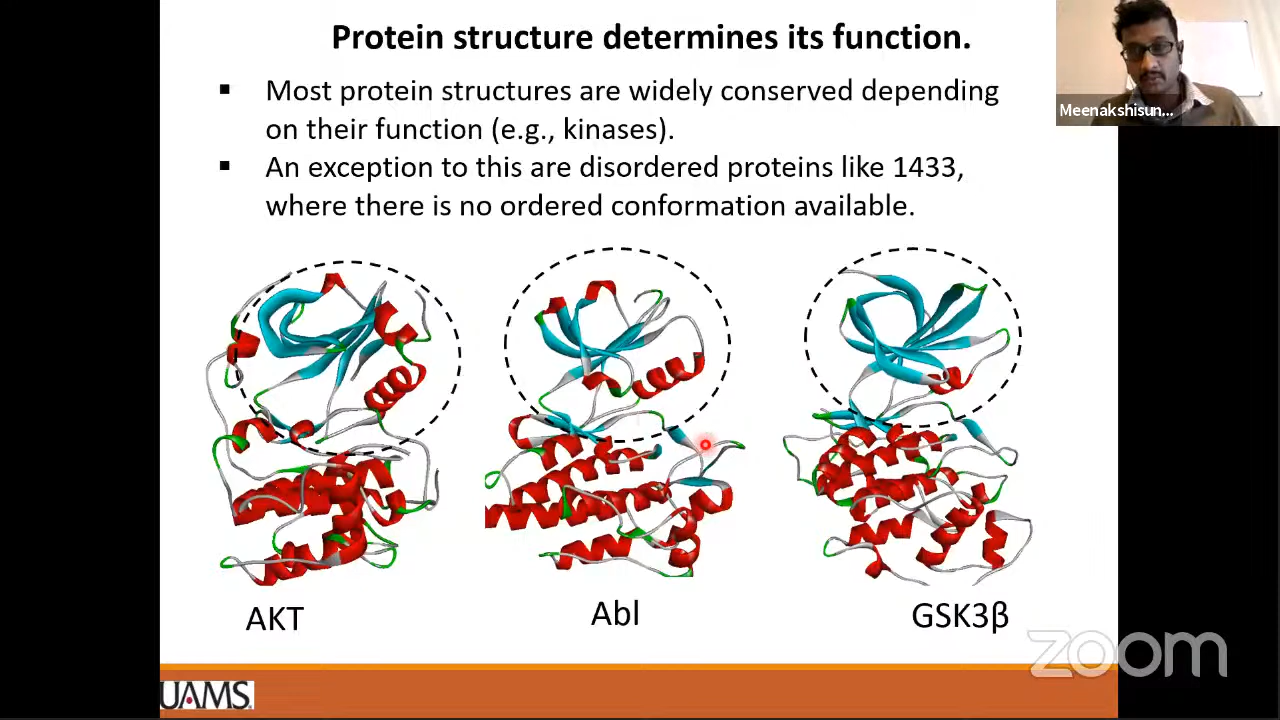 Protein structure determines its function.
▪ Most protein structures are widely conserved depending
on their function (e.g., kinases).
▪ An exception to this are disordered proteins like 1433,
where there is no ordered conformation available.
Meenakshisun...
AKT
Abl
GSK3β
zoom
UAMS